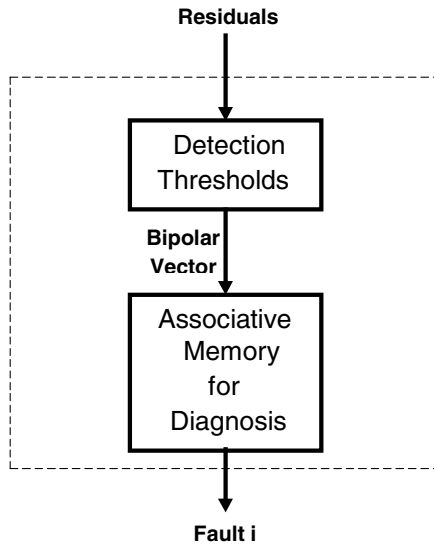 Residuals
Detection
Thresholds
Bipolar
Vector
Associative
Memory
for
Diagnosis
Fault i